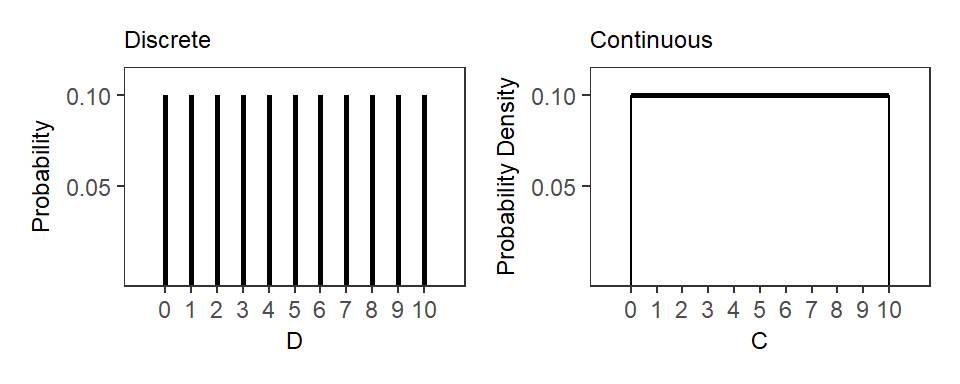 Discrete
Probability
0.10
0.05
0 1 2 3 4 5 6 7 8 9 10
D
Continuous
Probability Density
0.10
0.05
0 1 2 3 4 5 6 7 8 9 10
C